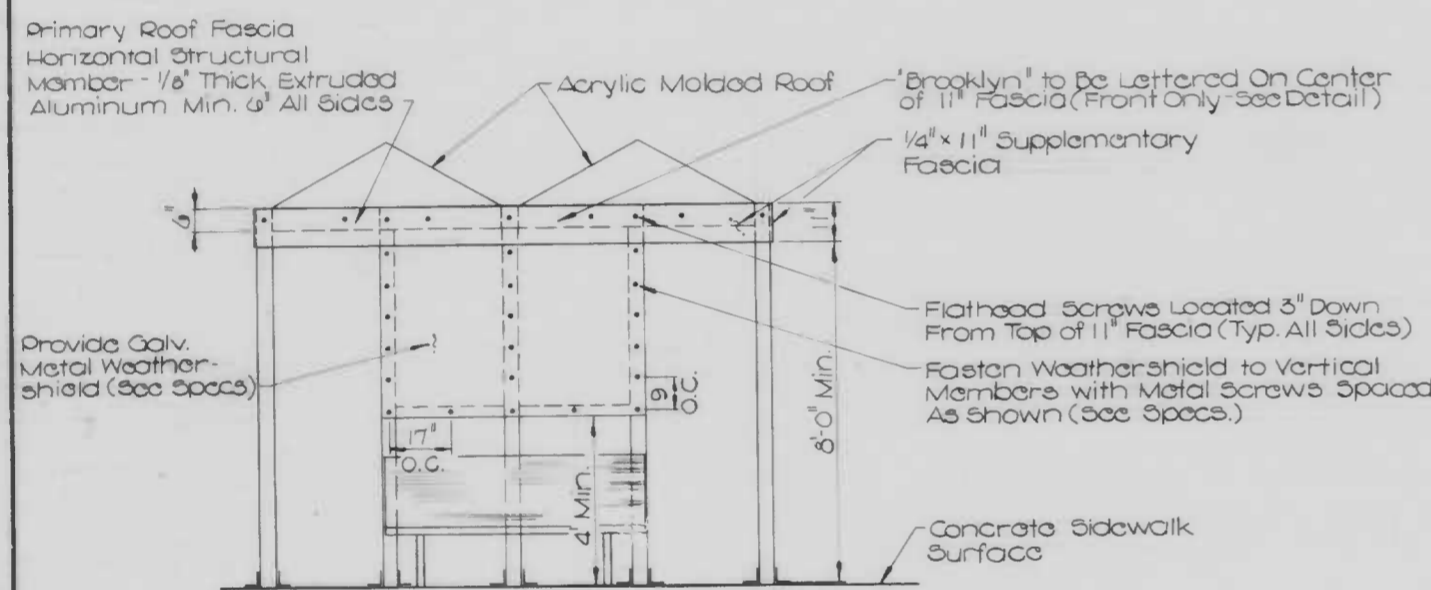 Primary Roof Fascia
Horizontal Structural
Member - 1/8" Thick Extruded
Aluminum Min. 6" All Sides
Acrylic Molded Roof
"Brooklyn" to Be Lettered On Center
of 11" Fascia (Front Only - See Detail)
1/4" x 11" Supplementary
Fascia
6"
11"
Provide Galv.
Metal Weather-
shield (See Specs)
Flathead Screws Located 3" Down
From Top of 11" Fascia (Typ. All Sides)
Fasten Weathershield to Vertical
Members with Metal Screws Spaced
As Shown (See Specs.)
9
O.C.
17"
O.C.
4' Min.
8'-0" Min.
Concrete Sidewalk
Surface